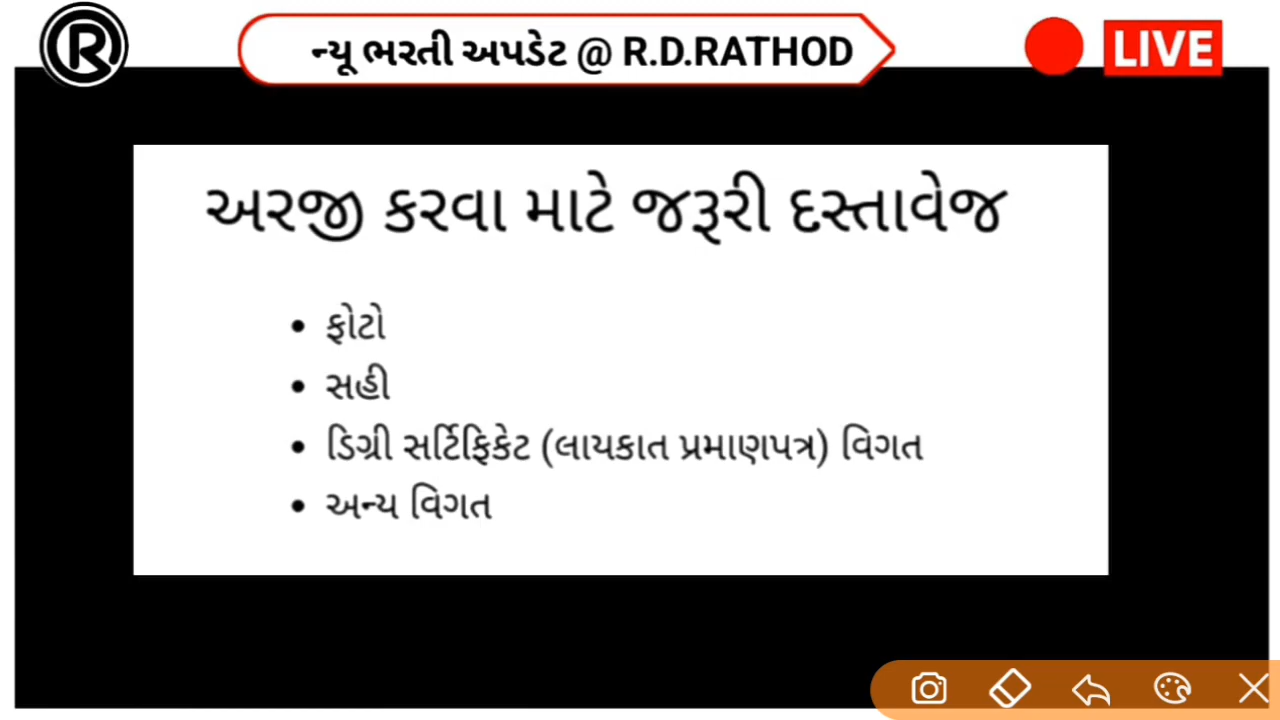 R
ન્યૂ ભરતી અપડેટ @ R.D.RATHOD
LIVE
અરજી કરવા માટે જરૂરી દસ્તાવેજ
• ફોટો
• સહી
• ડિગ્રી સર્ટિફિકેટ (લાયકાત પ્રમાણપત્ર) વિગત
• અન્ય વિગત